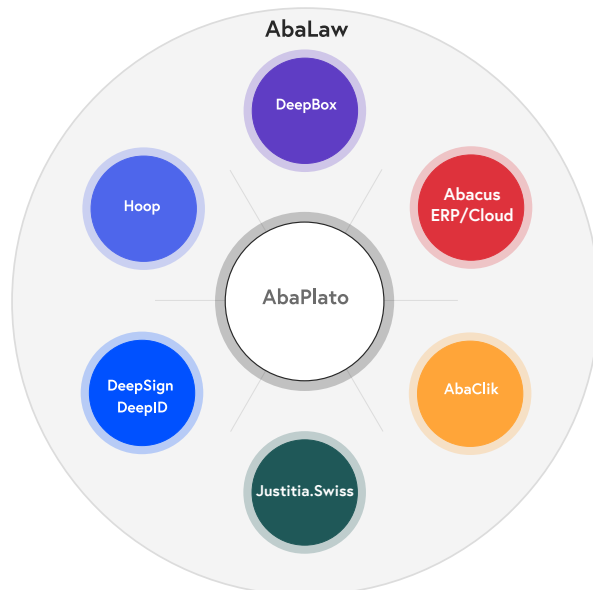 AbaLaw
DeepBox
Hoop
Abacus
ERP/Cloud
AbaPlato
DeepSign
DeepID
AbaClik
Justitia.Swiss